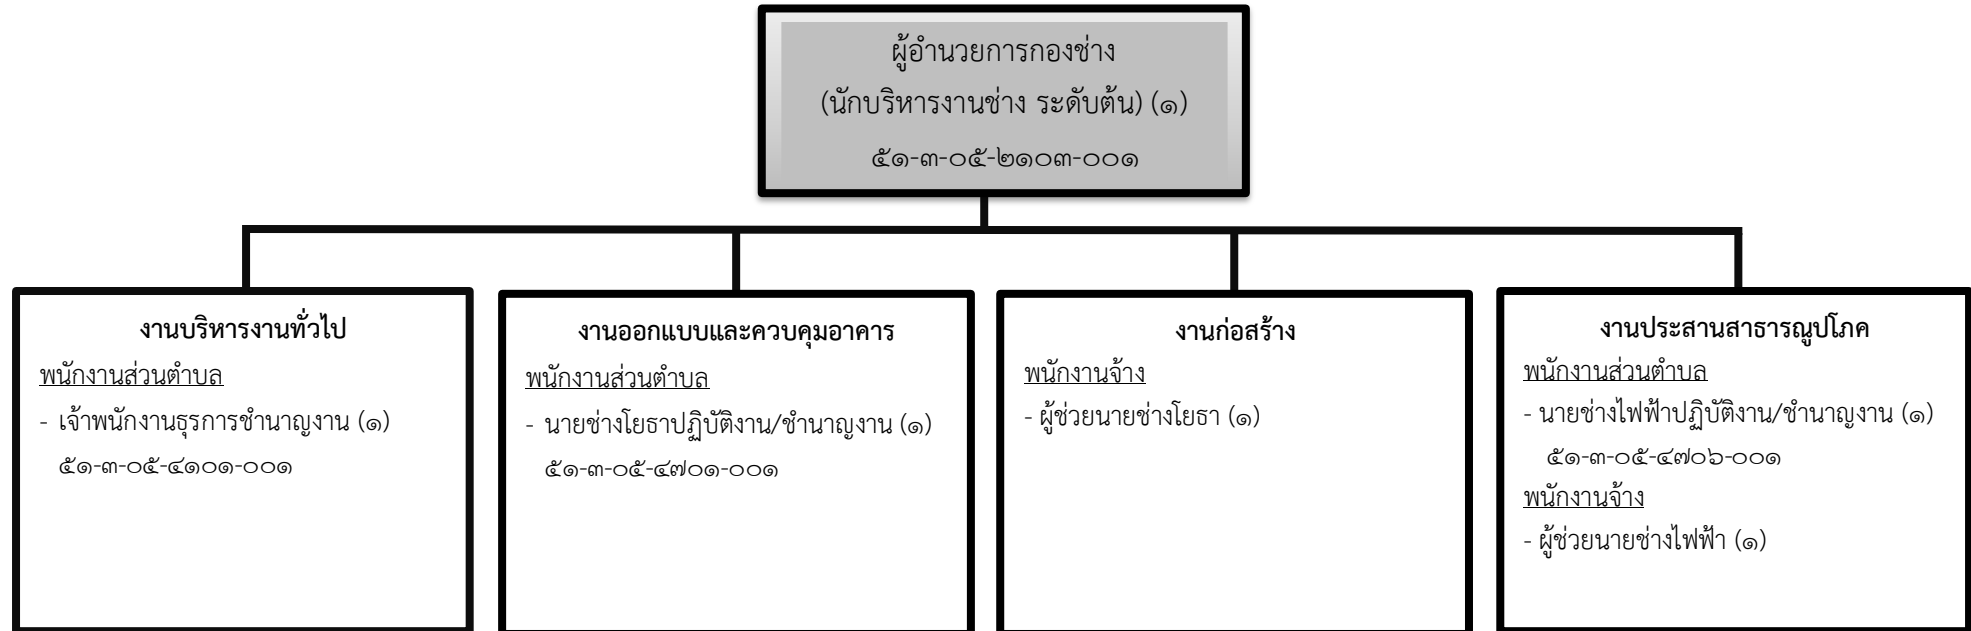 ผู้อำนวยการกองช่าง
(นักบริหารงานช่าง ระดับต้น) (๑)
๕๑-๓-๐๕-๒๑๐๓-๐๐๑
งานบริหารงานทั่วไป
พนักงานส่วนตำบล
- เจ้าพนักงานธุรการชำนาญงาน (๑)
๕๑-๓-๐๕-๔๑๐๑-๐๐๑
งานออกแบบและควบคุมอาคาร
พนักงานส่วนตำบล
- นายช่างโยธาปฏิบัติงาน/ชำนาญงาน (๑)
๕๑-๓-๐๕-๔๗๐๑-๐๐๑
งานก่อสร้าง
พนักงานจ้าง
- ผู้ช่วยนายช่างโยธา (๑)
งานประสานสาธารณูปโภค
พนักงานส่วนตำบล
- นายช่างไฟฟ้าปฏิบัติงาน/ชำนาญงาน (๑)
๕๑-๓-๐๕-๔๗๐๖-๐๐๑
พนักงานจ้าง
- ผู้ช่วยนายช่างไฟฟ้า (๑)